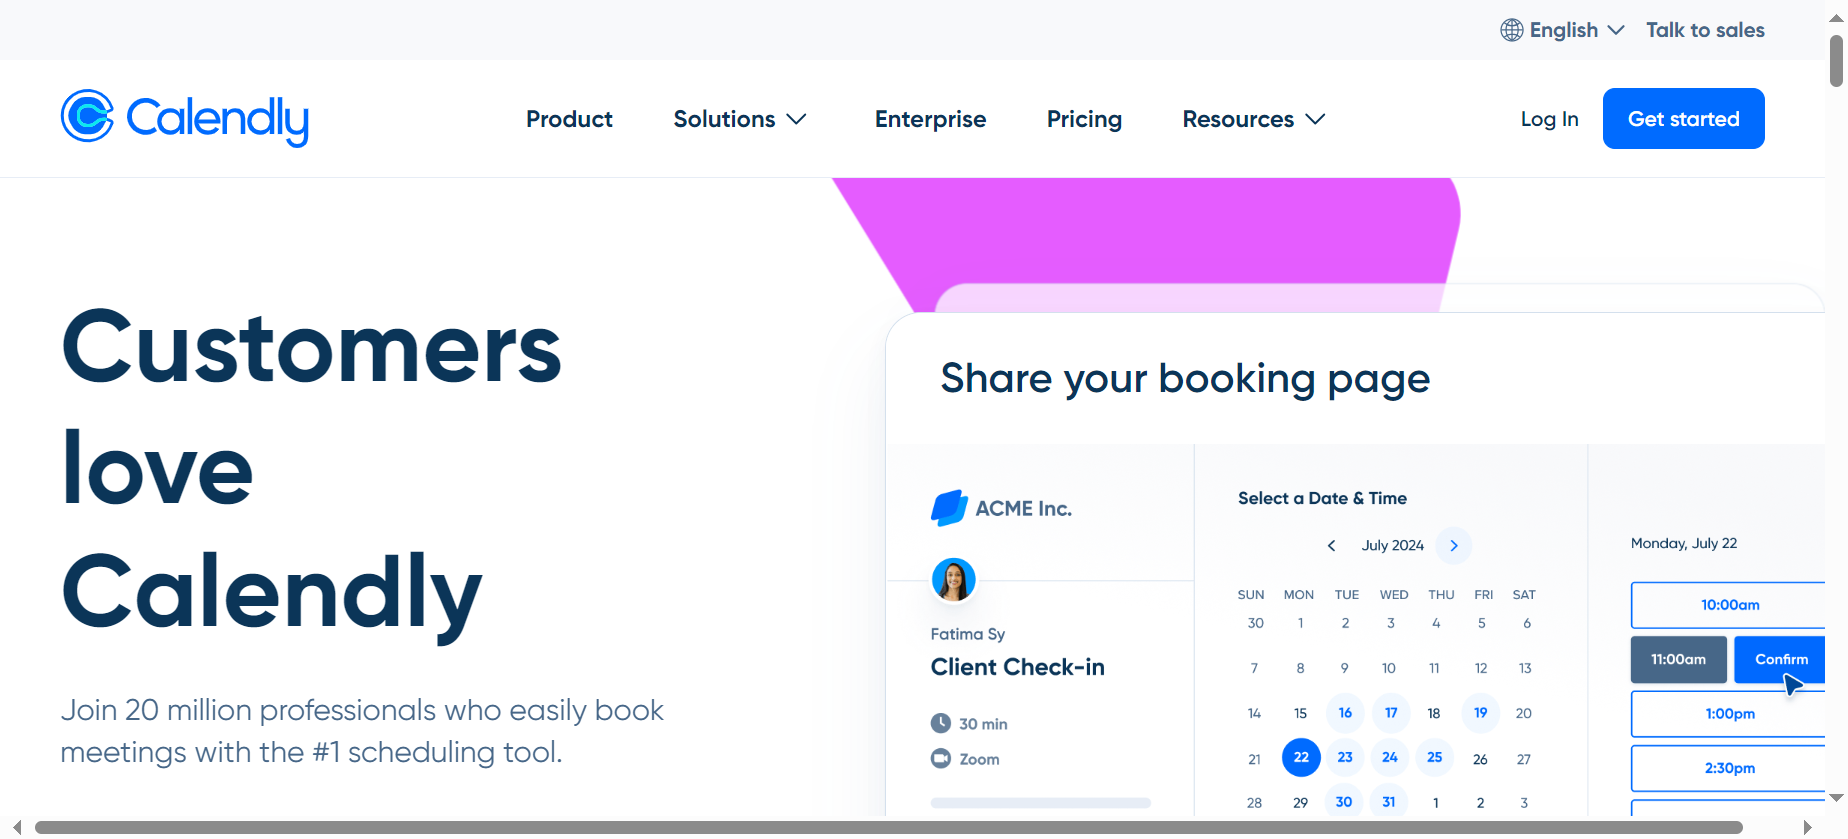 English
Talk to sales
Calendly
Product
Solutions
Enterprise
Pricing
Resources
Log In
Get started
Customers
love
Calendly
Join 20 million professionals who easily book
meetings with the #1 scheduling tool.
Share your booking page
ACME Inc.
Fatima Sy
Client Check-in
30 min
Zoom
Select a Date & Time
July 2024
SUN MON TUE WED THU FRI SAT
30 1 2 3 4 5 6
7 8 9 10 11 12 13
14 15 16 17 18 19 20
21 22 23 24 25 26 27
28 29 30 31 1 2 3
Monday, July 22
10:00am
11:00am Confirm
1:00pm
2:30pm